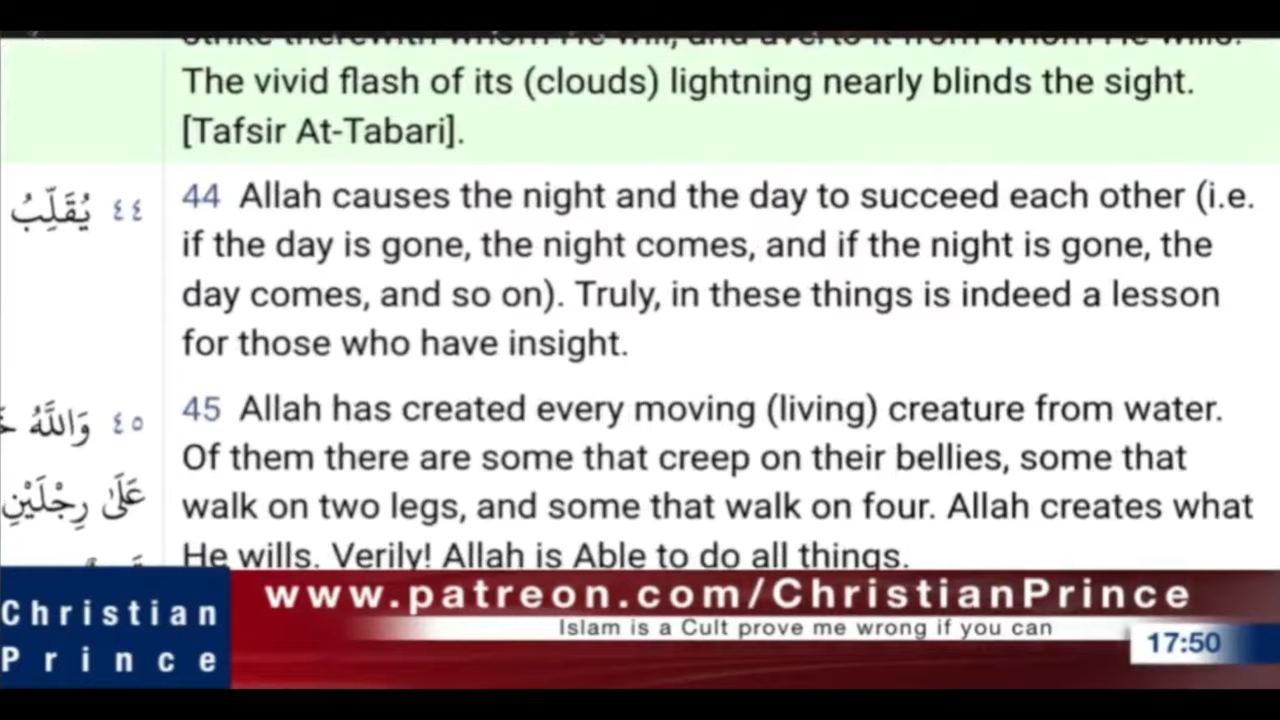 The vivid flash of its (clouds) lightning nearly blinds the sight.
[Tafsir At-Tabari].
٤٤ يُقَلِّبُ
44 Allah causes the night and the day to succeed each other (i.e.
if the day is gone, the night comes, and if the night is gone, the
day comes, and so on). Truly, in these things is indeed a lesson
for those who have insight.
٤٥ وَاللَّهُ
عَلَىٰ رِجْلَيْنِ
45 Allah has created every moving (living) creature from water.
Of them there are some that creep on their bellies, some that
walk on two legs, and some that walk on four. Allah creates what
He wills. Verily! Allah is Able to do all things.
Christian
Prince
www.patreon.com/ChristianPrince
Islam is a Cult prove me wrong if you can
17:50